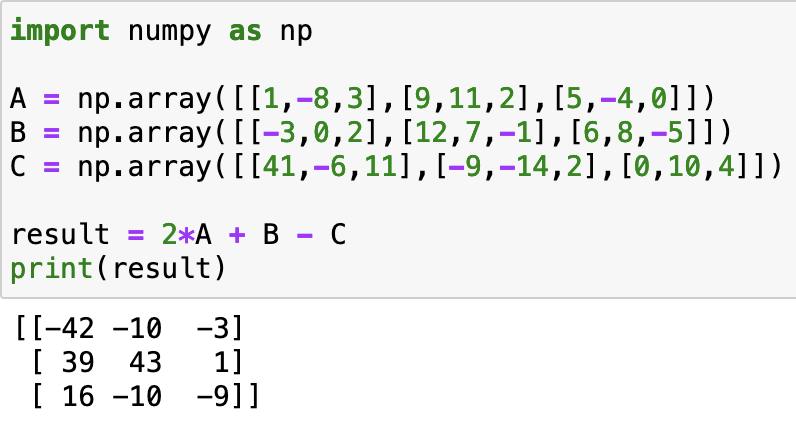 import numpy as np
A = np.array([[1,-8,3],[9,11,2],[5,-4,0]])
B = np.array([[-3,0,2],[12,7,-1],[6,8,-5]])
C = np.array([[41,-6,11],[-9,-14,2],[0,10,4]])
result = 2*A + B - C
print(result)
[[-42 -10  -3]
 [ 39  43   1]
 [ 16 -10  -9]]